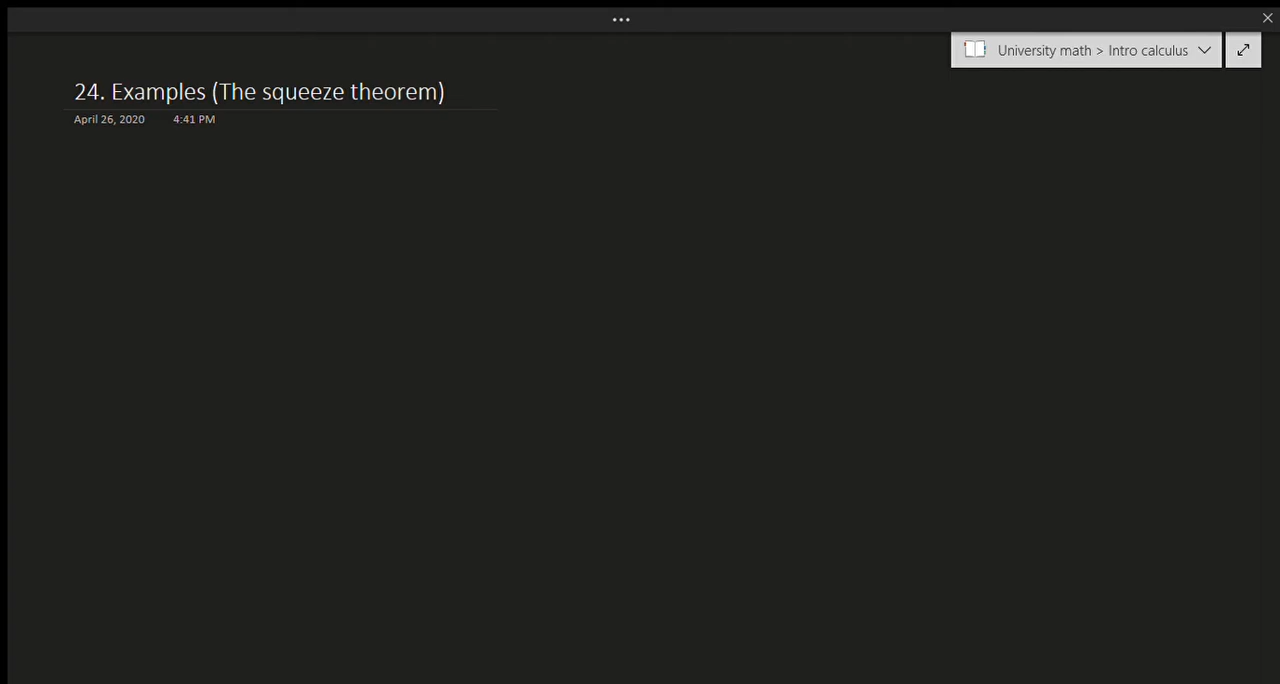 University math > Intro calculus
24. Examples (The squeeze theorem)
April 26, 2020 4:41 PM